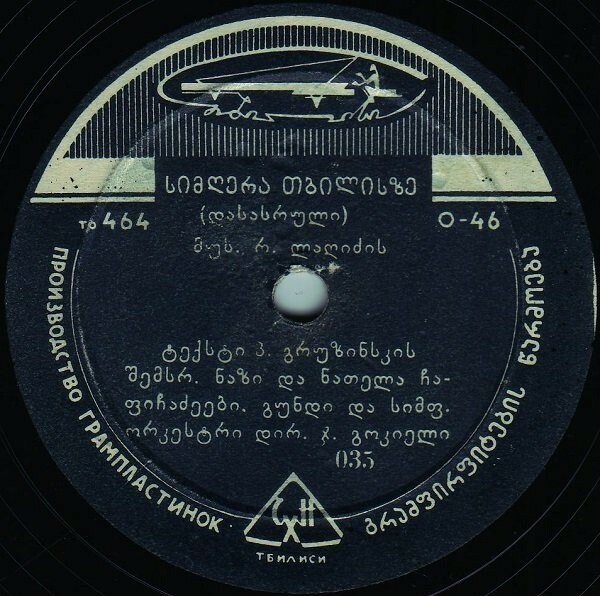 სიმღერა თბილისზე
(დასასრული)
თბ 464
О-46
მუს. რ. ლაღიძის
ტექსტი პ. გრუზინსკის
შემსრ. ნაზი და ნათელა ჩა-
ფიჩაძეები. გუნდი და სიმფ.
ორკესტრი დირ. ჯ. გოკიელი
035
ПРОИЗВОДСТВО ГРАМПЛАСТИНОК
გრამფირფიტების წარმოება
ТБИЛИСИ